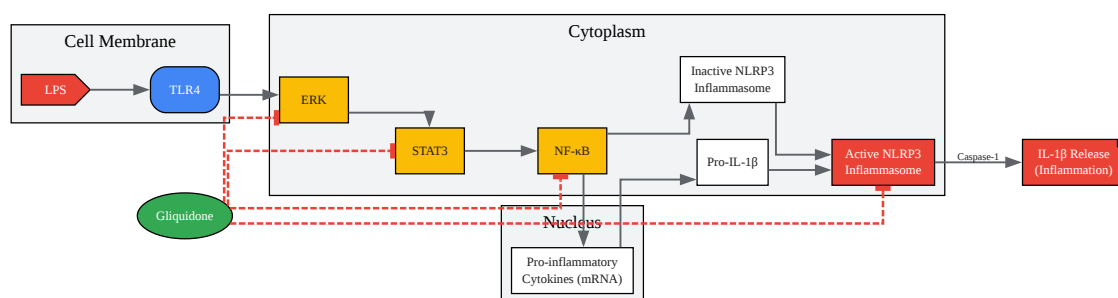 Cell Membrane
LPS
TLR4
Cytoplasm
ERK
STAT3
NF-κB
Inactive NLRP3
Inflammasome
Pro-IL-1β
Active NLRP3
Inflammasome
Caspase-1
IL-1β Release
(Inflammation)
Gliquidone
Nucleus
Pro-inflammatory
Cytokines (mRNA)